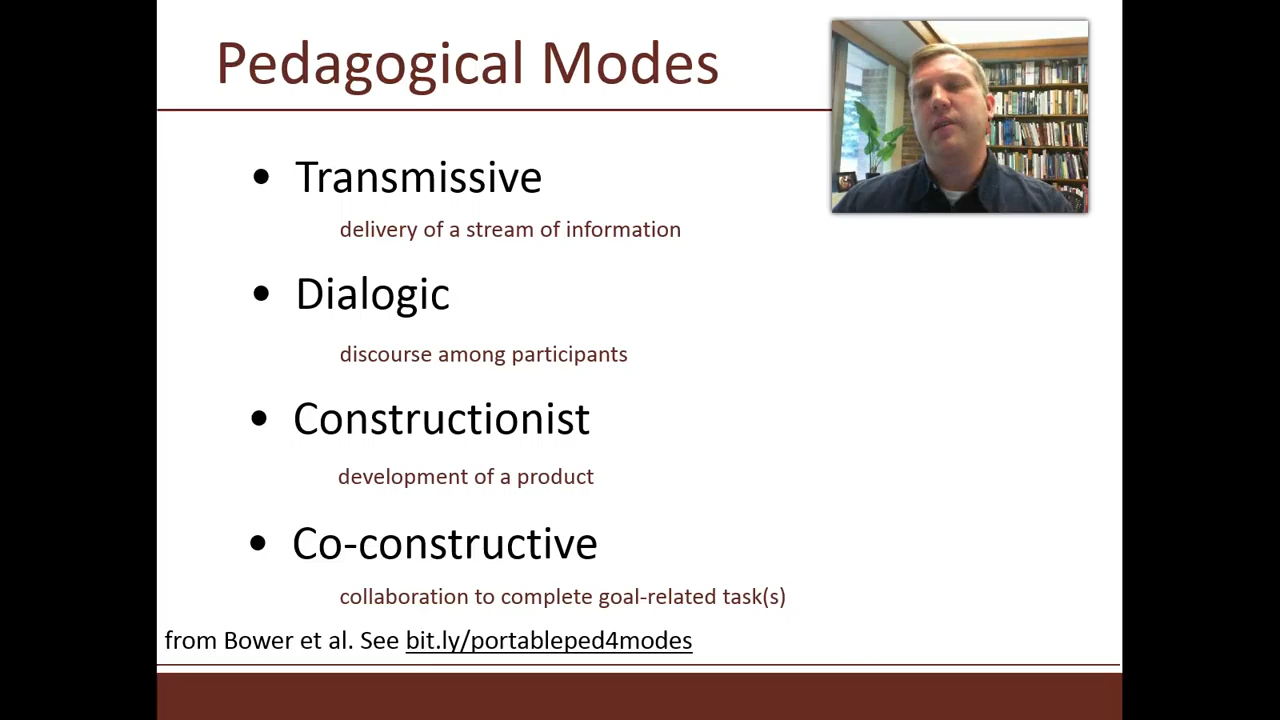 Pedagogical Modes
• Transmissive
delivery of a stream of information
• Dialogic
discourse among participants
• Constructionist
development of a product
• Co-constructive
collaboration to complete goal-related task(s)
from Bower et al. See bit.ly/portableped4modes